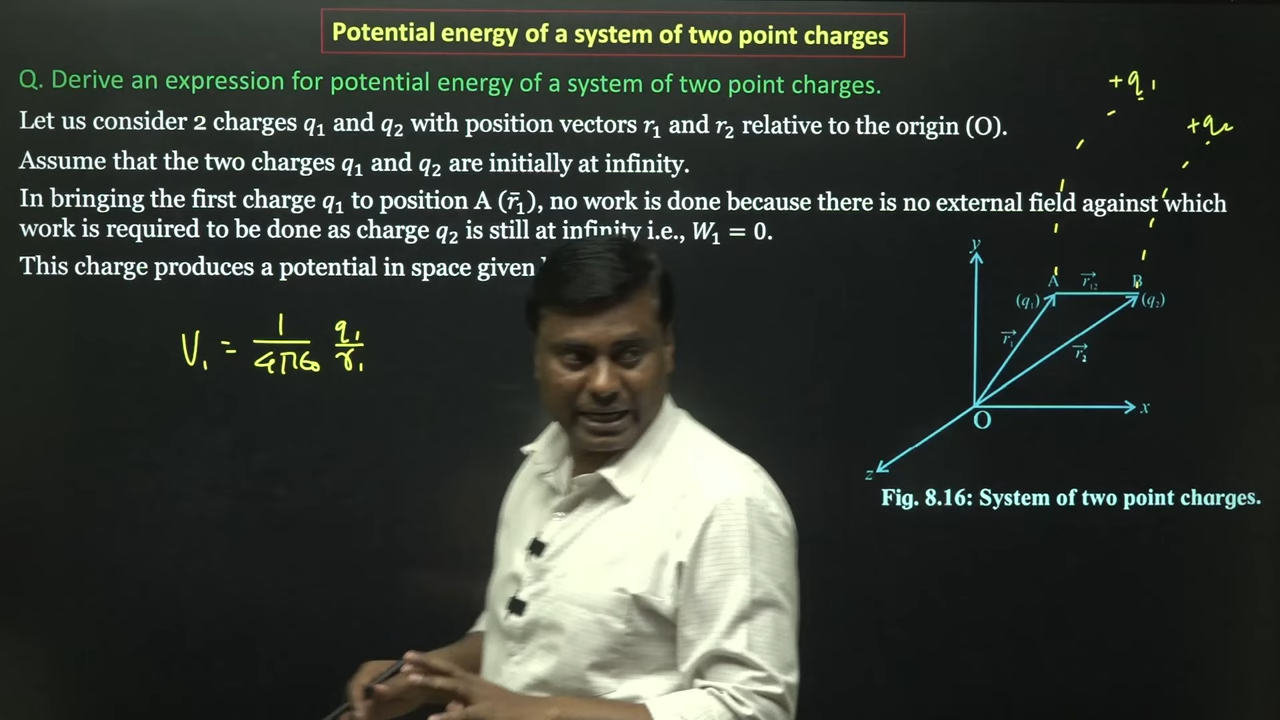 Potential energy of a system of two point charges
Q. Derive an expression for potential energy of a system of two point charges.
Let us consider 2 charges q₁ and q₂ with position vectors r₁ and r₂ relative to the origin (O).
Assume that the two charges q₁ and q₂ are initially at infinity.
In bringing the first charge q₁ to position A (r̄₁), no work is done because there is no external field against which
work is required to be done as charge q₂ is still at infinity i.e., W₁ = 0.
This charge produces a potential in space given
V₁ = 1/4πε₀ q₁/r₁
+q₁
+q₂
y
A r⃗₁₂ B
(q₁) (q₂)
r⃗₁
r⃗₂
O x
z
Fig. 8.16: System of two point charges.